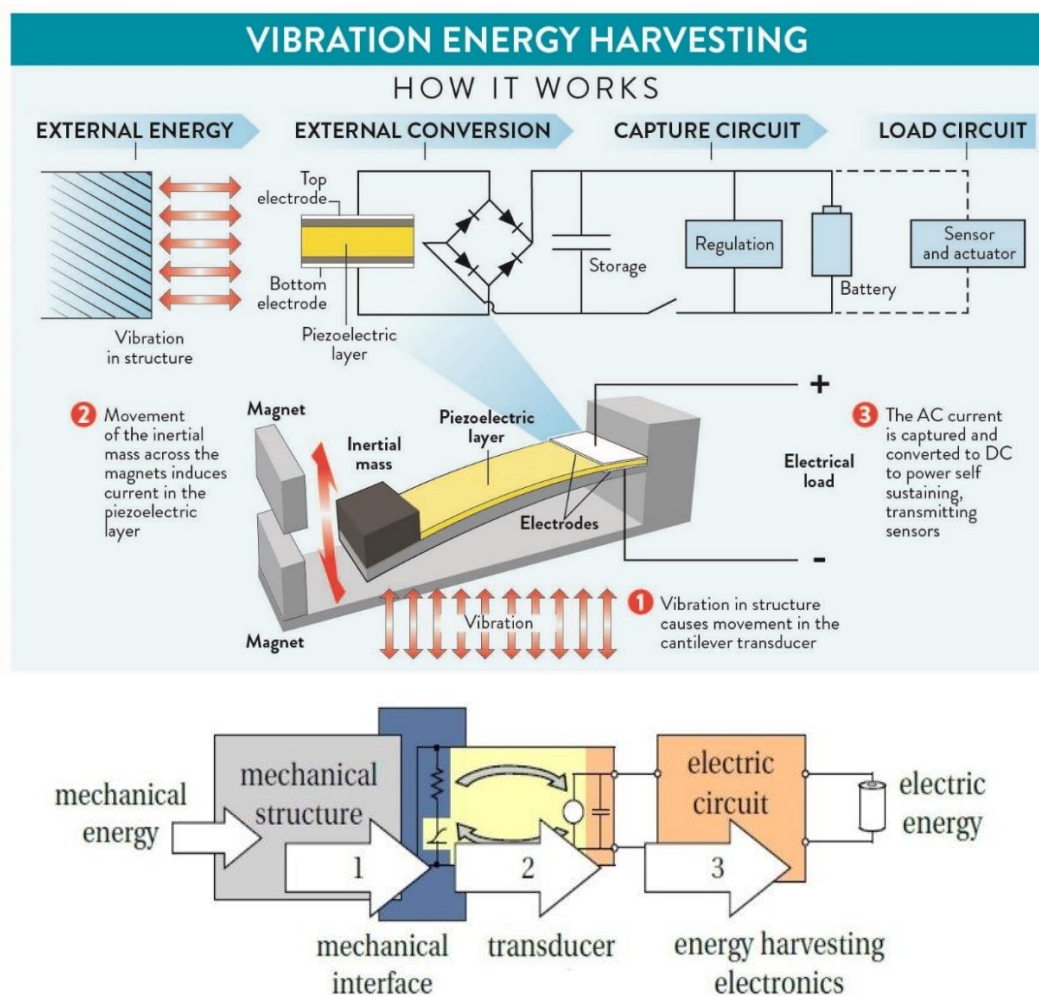 VIBRATION ENERGY HARVESTING
HOW IT WORKS
EXTERNAL ENERGY
EXTERNAL CONVERSION
CAPTURE CIRCUIT
LOAD CIRCUIT
Top
electrode
Bottom
electrode
Piezoelectric
layer
Vibration
in structure
Storage
Regulation
Battery
Sensor
and actuator
2 Movement
of the inertial
mass across the
magnets induces
current in the
piezoelectric
layer
Magnet
Inertial
mass
Piezoelectric
layer
Electrodes
+
Electrical
load
-
3 The AC current
is captured and
converted to DC
to power self
sustaining,
transmitting
sensors
Magnet
Vibration
1 Vibration in structure
causes movement in the
cantilever transducer
mechanical
energy
mechanical
structure
1
mechanical
interface
2
transducer
electric
circuit
3
energy harvesting
electronics
electric
energy